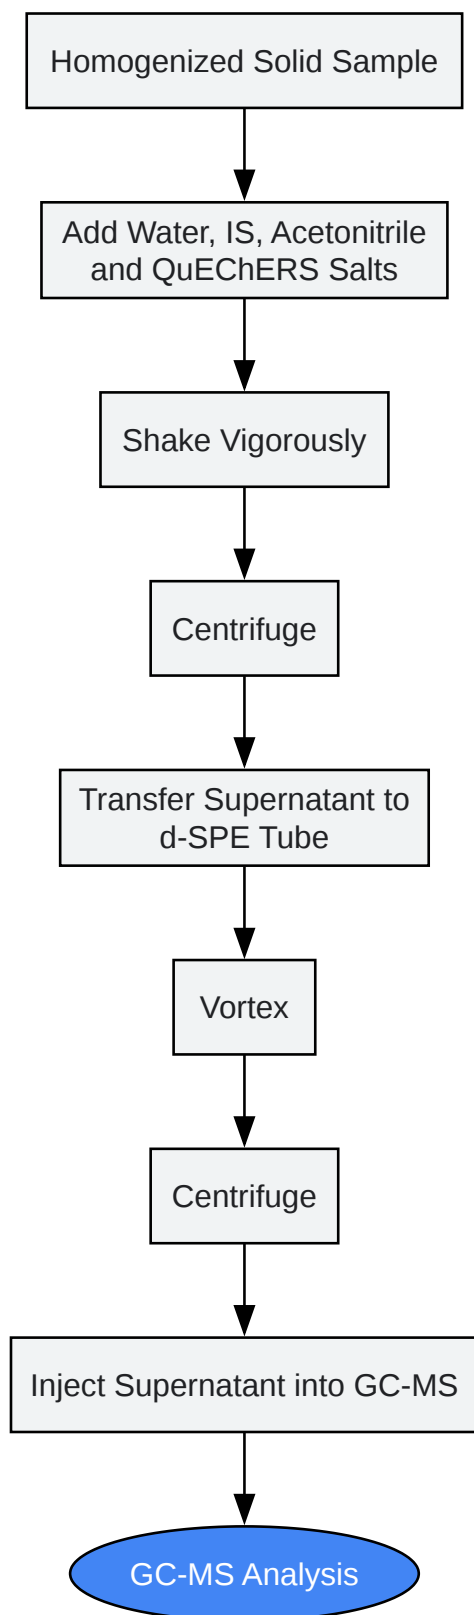 Homogenized Solid Sample
Add Water, IS, Acetonitrile
and QuEChERS Salts
Shake Vigorously
Centrifuge
Transfer Supernatant to
d-SPE Tube
Vortex
Centrifuge
Inject Supernatant into GC-MS
GC-MS Analysis